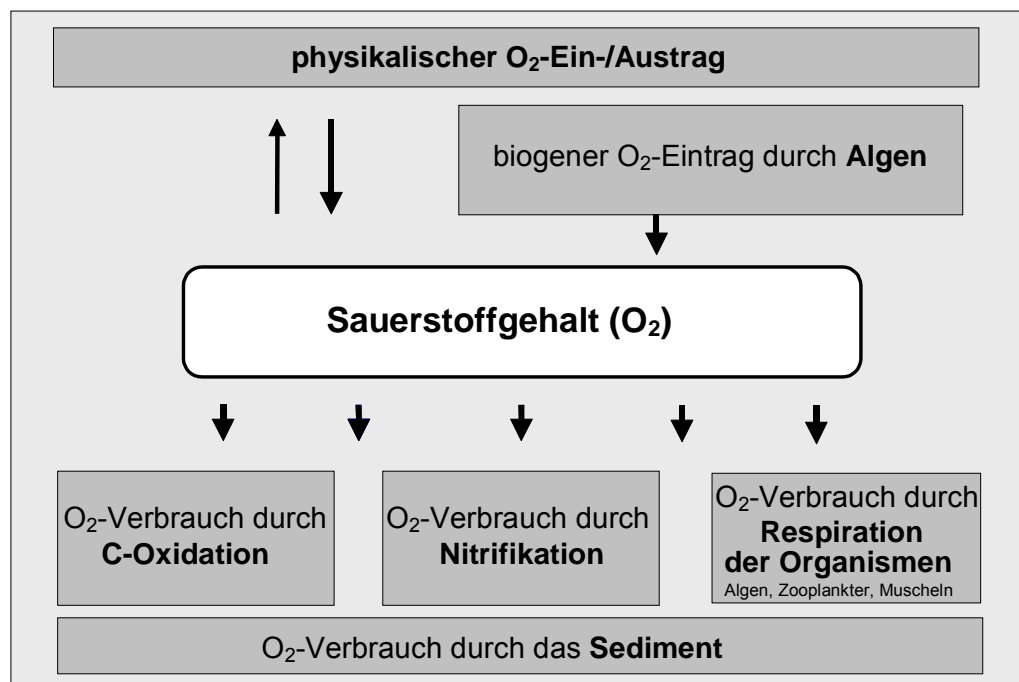 physikalischer O₂-Ein-/Austrag
biogener O₂-Eintrag durch Algen
Sauerstoffgehalt (O₂)
O₂-Verbrauch durch
C-Oxidation
O₂-Verbrauch durch
Nitrifikation
O₂-Verbrauch durch
Respiration
der Organismen
Algen, Zooplankter, Muscheln
O₂-Verbrauch durch das Sediment